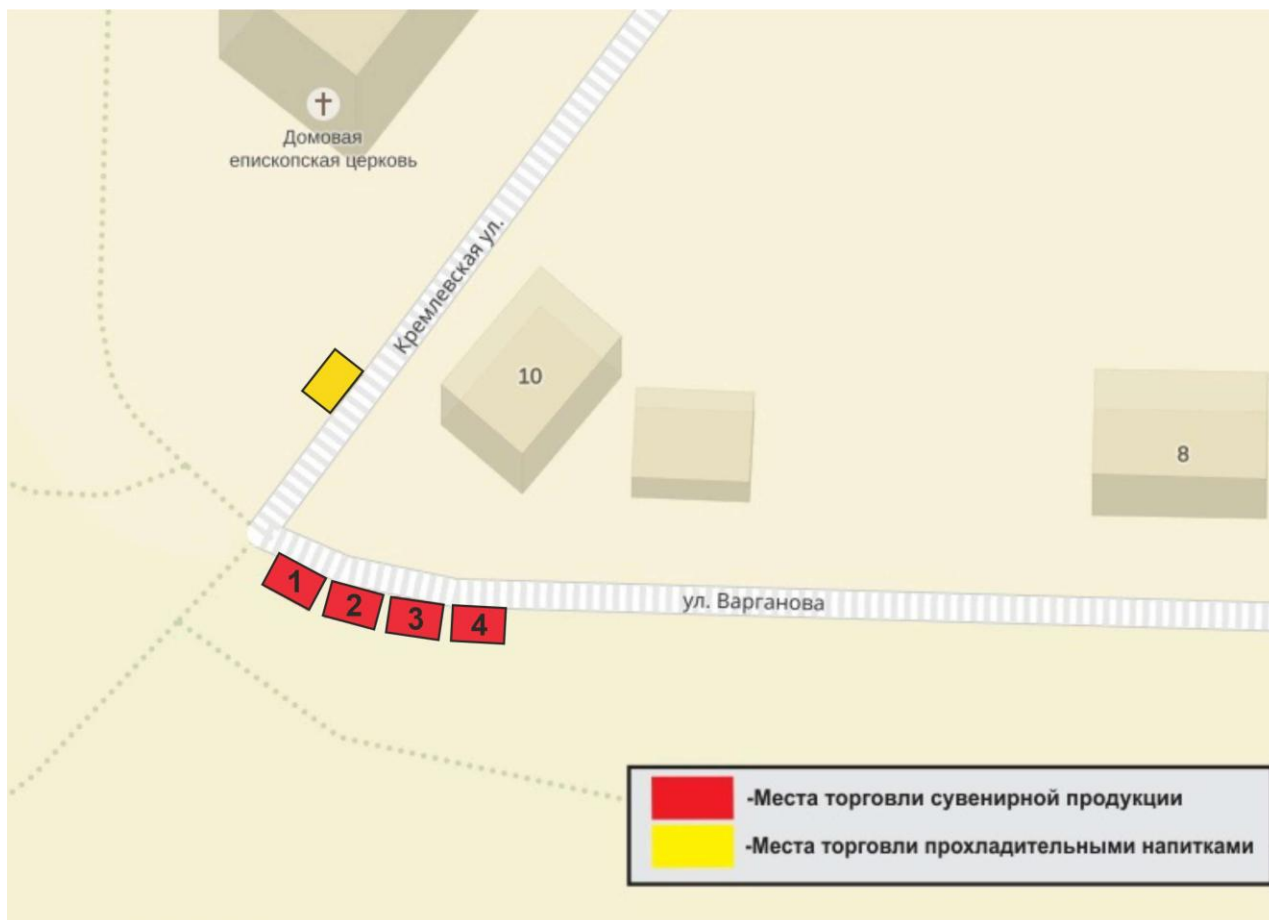 Домовая
епископская церковь
Кремлевская ул.
10
8
1
2
3
4
ул. Варганова
-Места торговли сувенирной продукции
-Места торговли прохладительными напитками